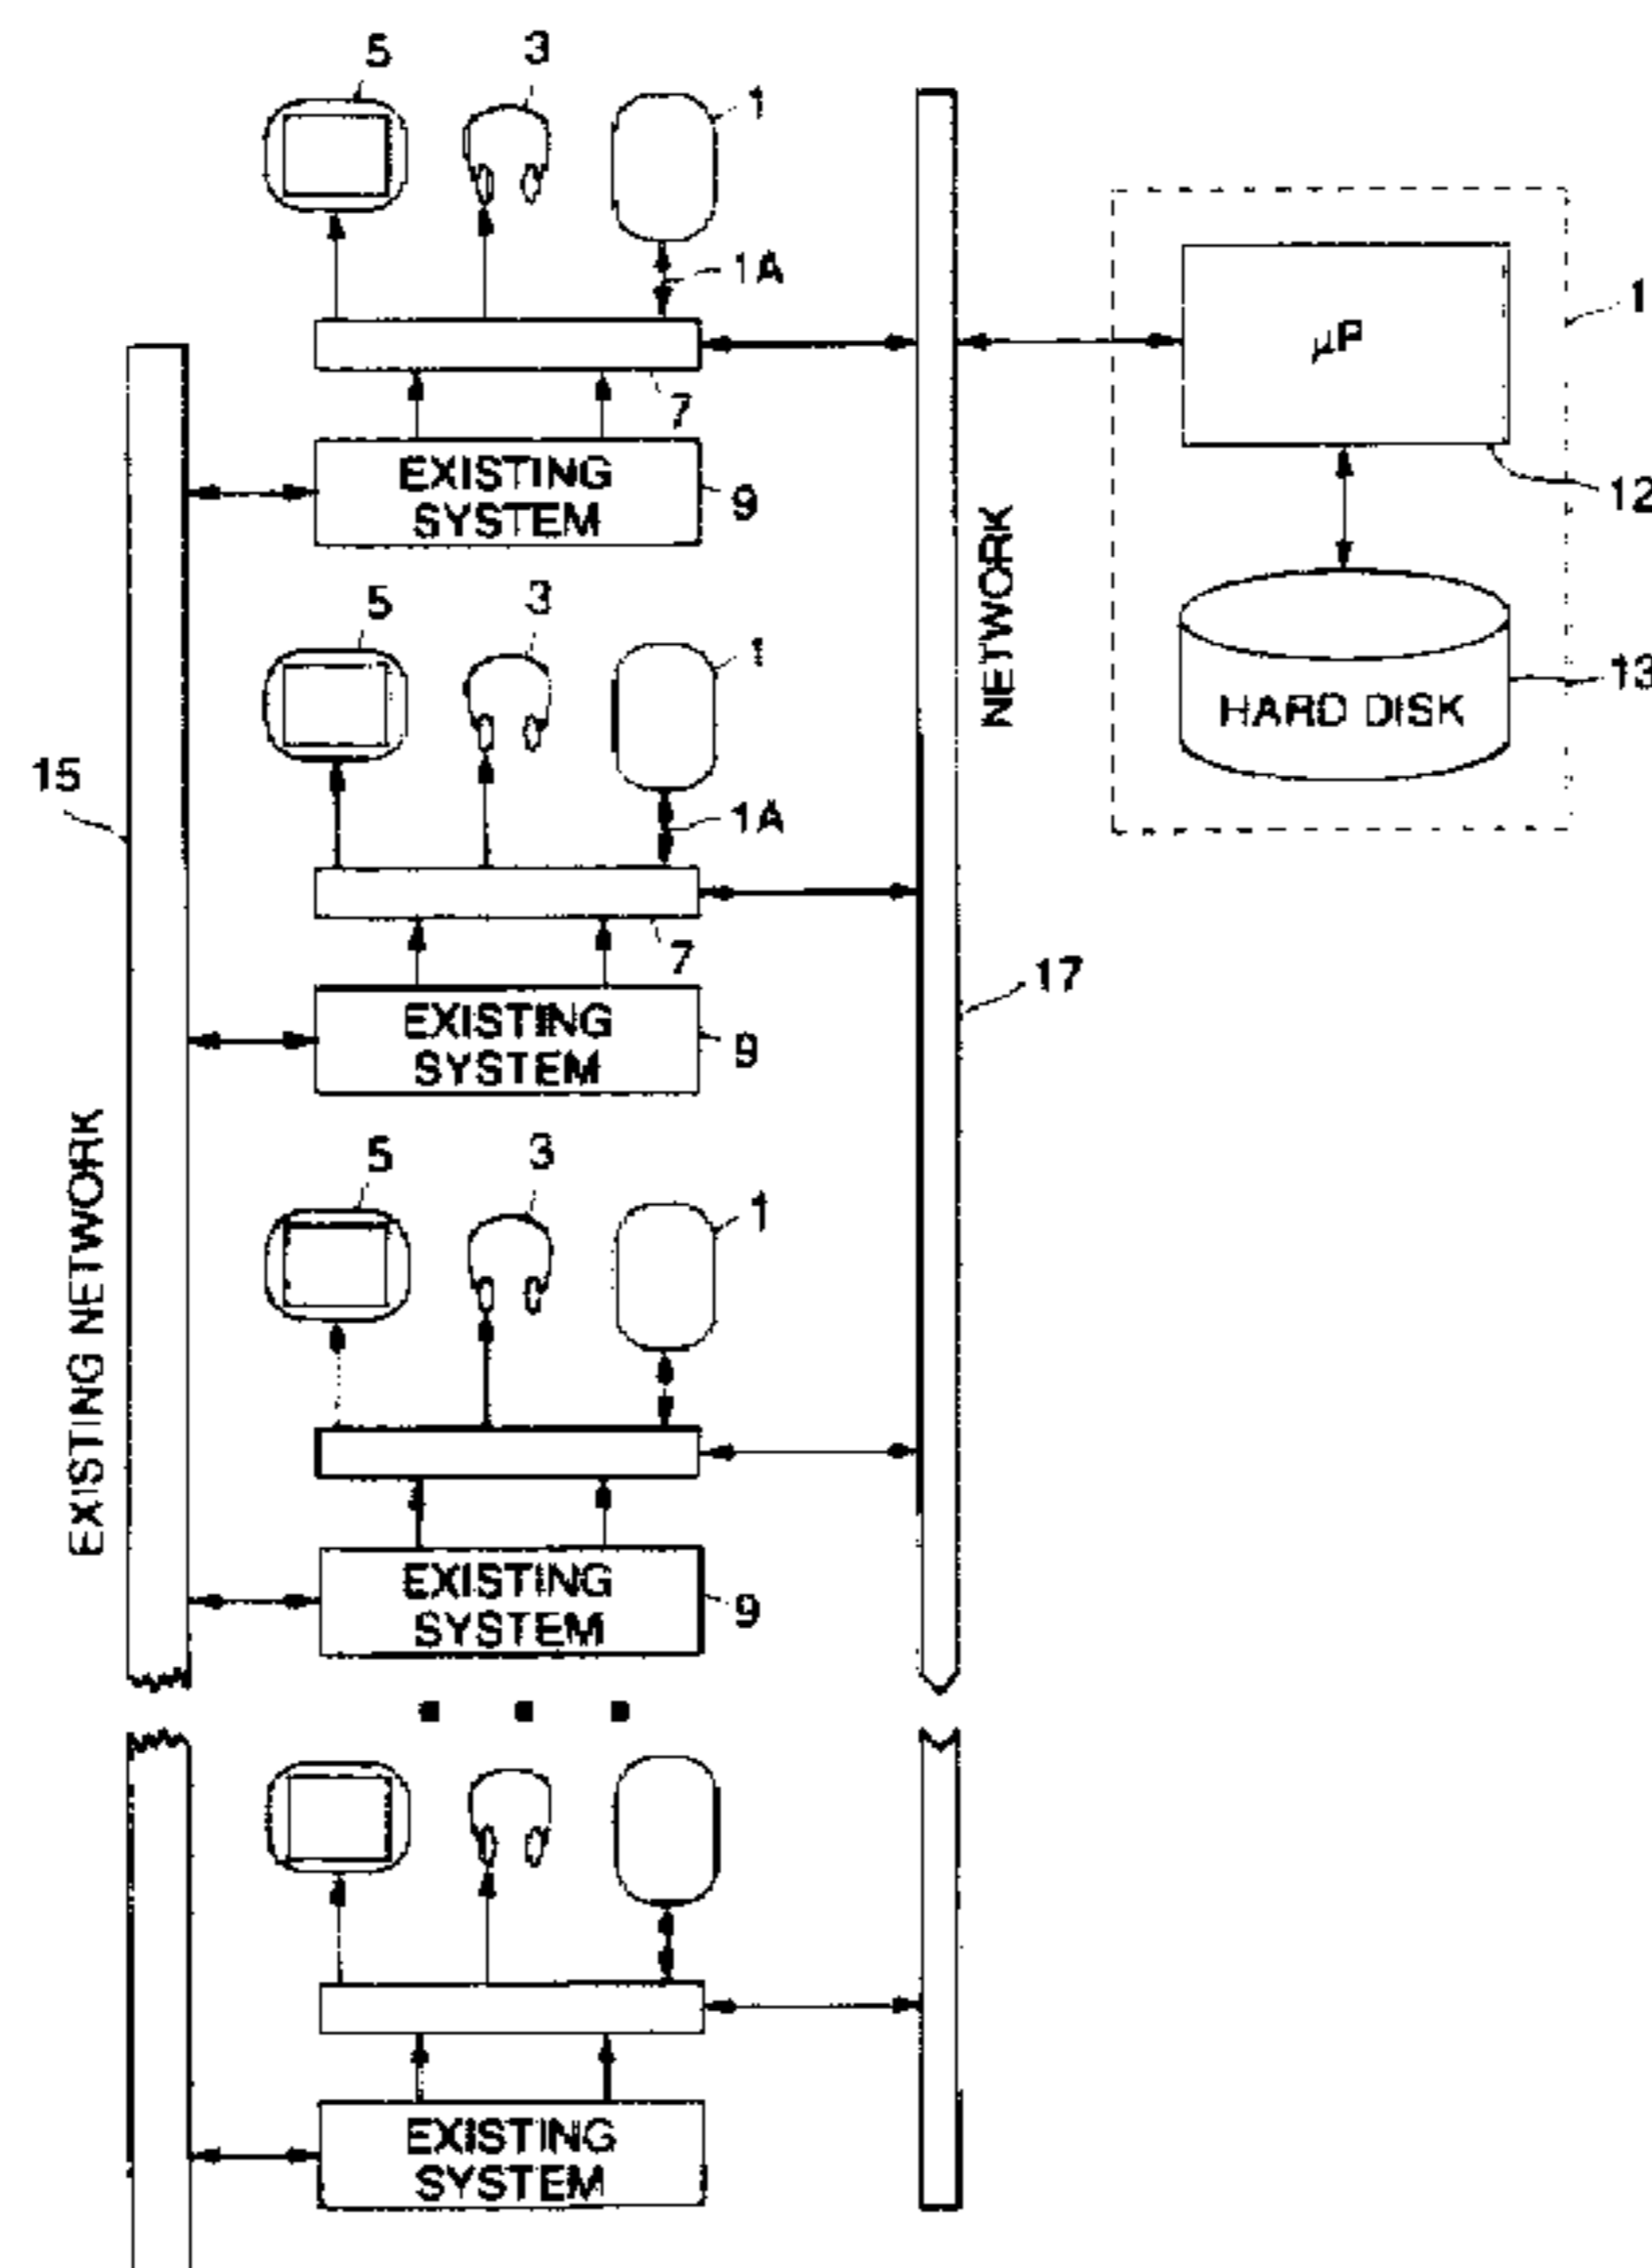 5
3
1
1A
1
μP
7
EXISTING
SYSTEM
9
12
NETWORK
5
3
1
13
HARD DISK
15
1A
7
17
EXISTING
SYSTEM
9
EXISTING NETWORK
5
3
1
EXISTING
SYSTEM
9
EXISTING
SYSTEM